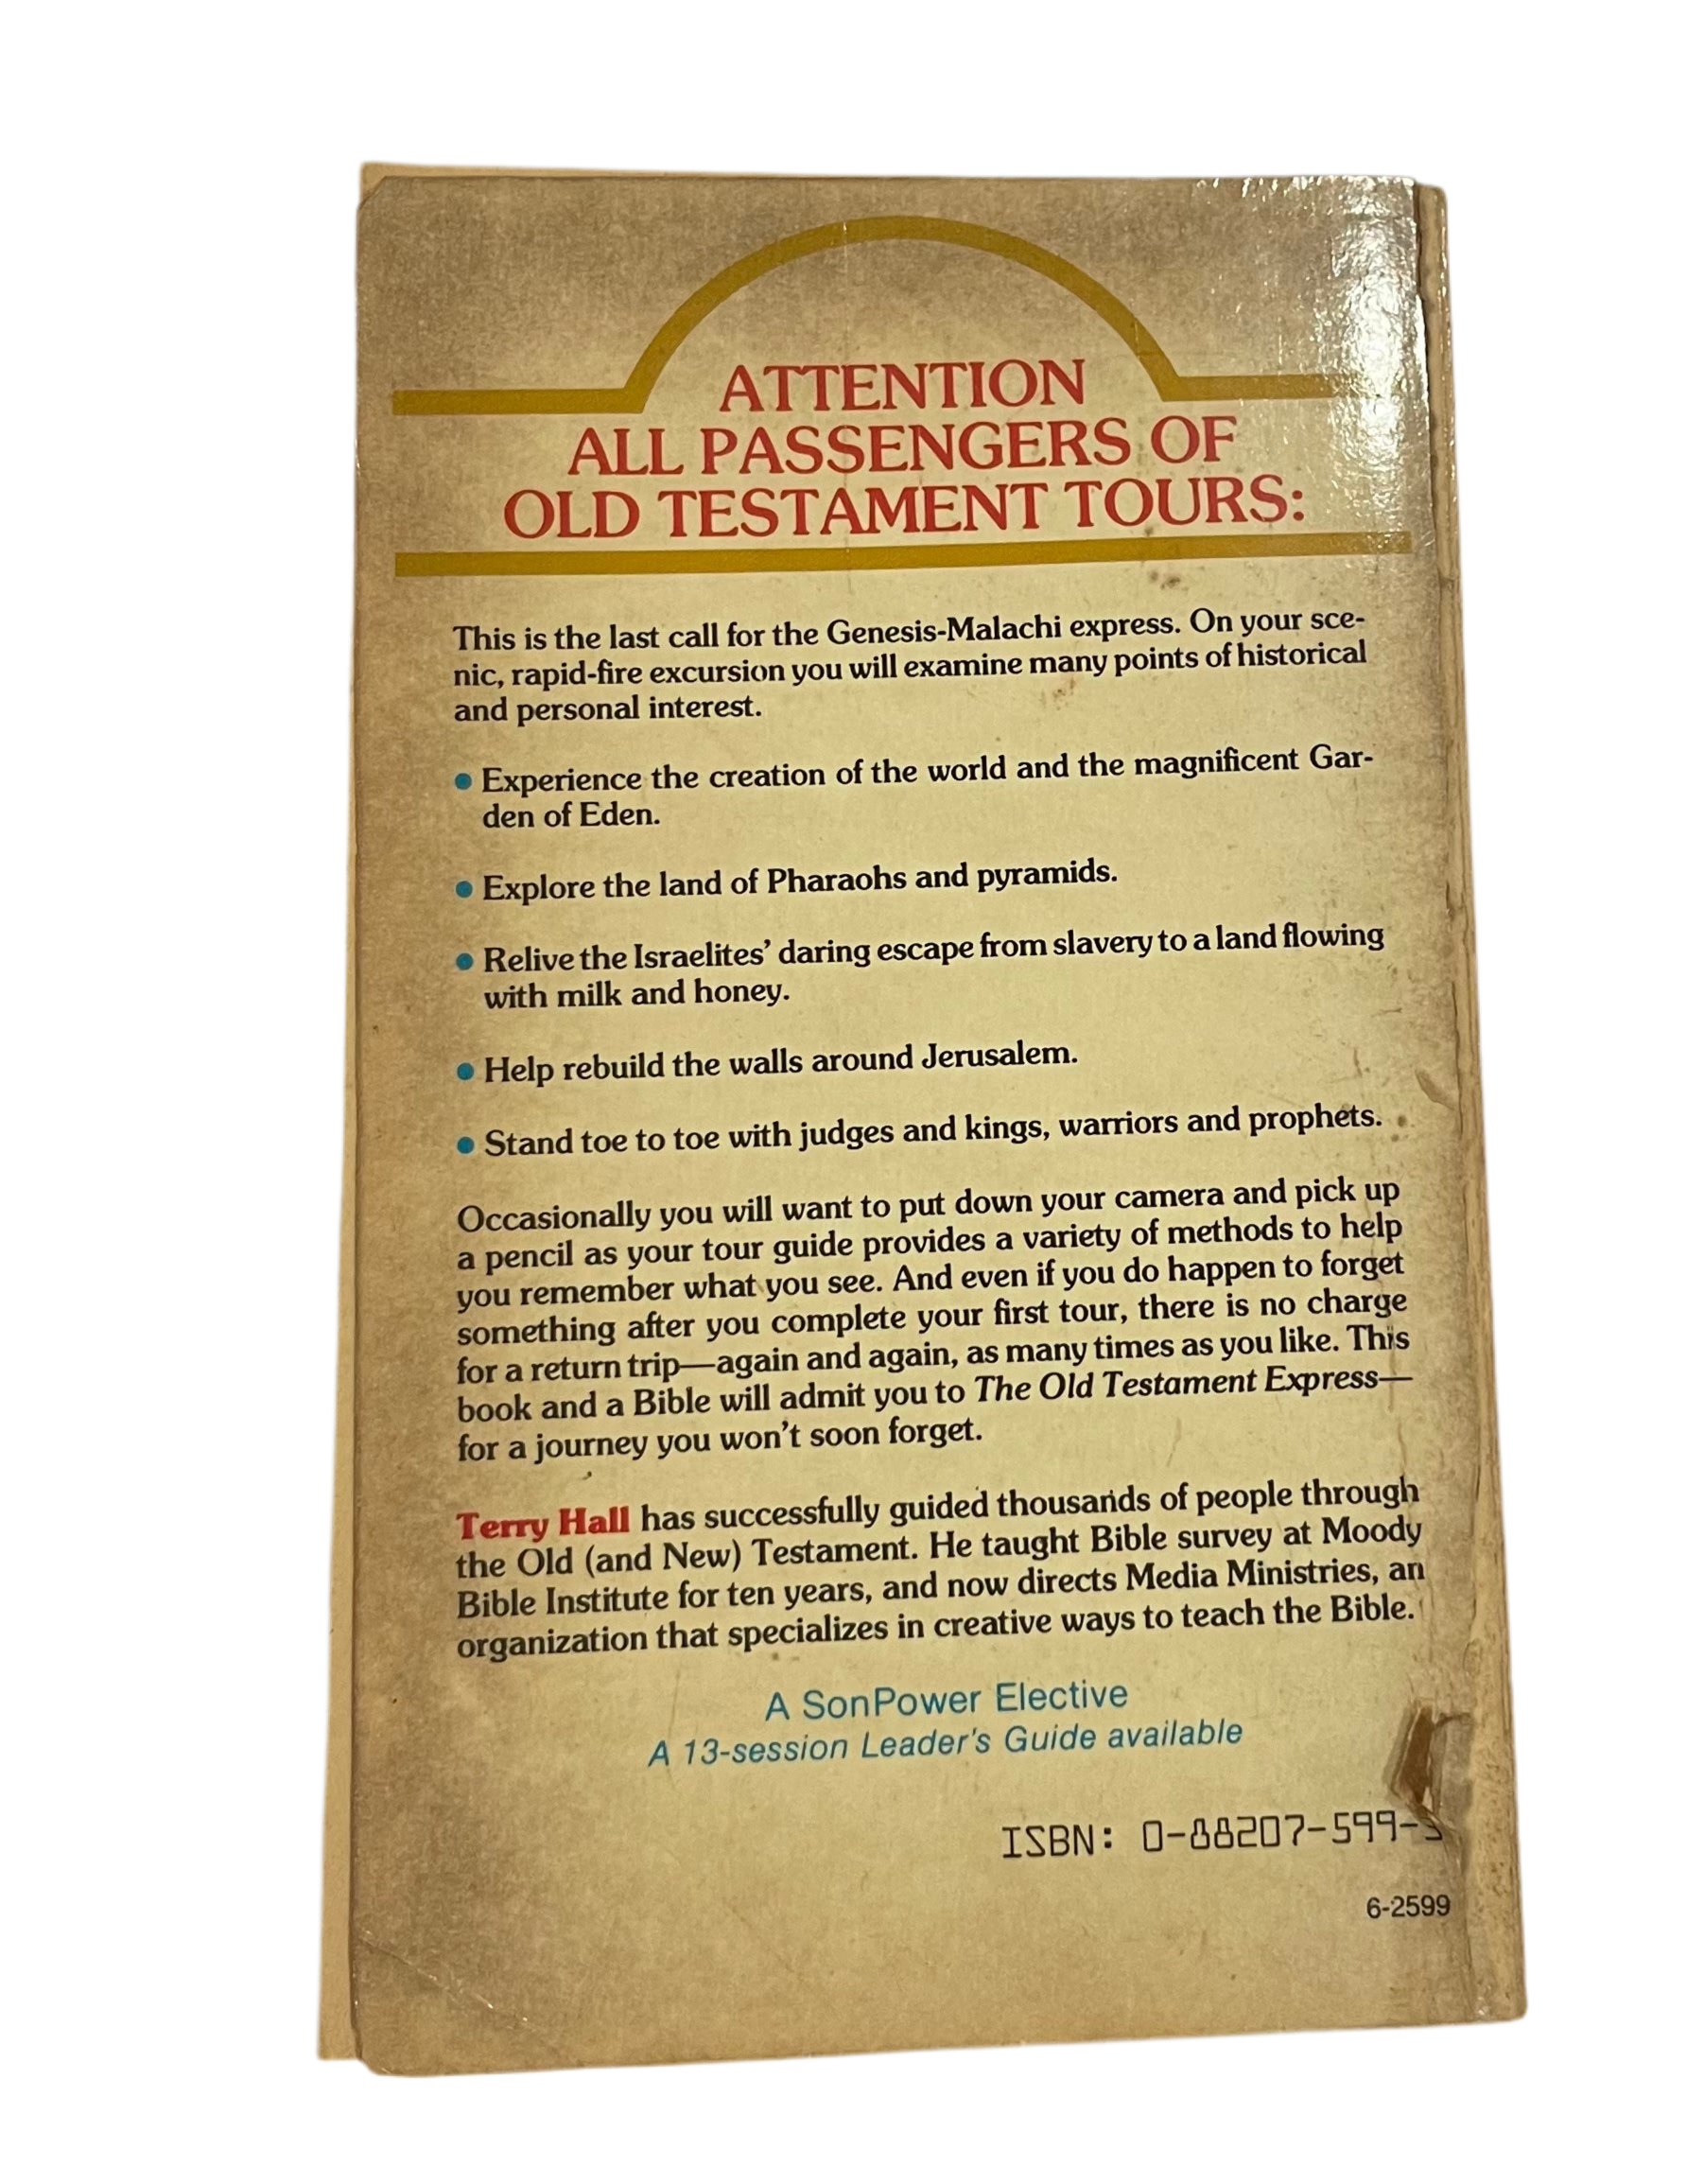 ATTENTION
ALL PASSENGERS OF
OLD TESTAMENT TOURS:
This is the last call for the Genesis-Malachi express. On your sce-
nic, rapid-fire excursion you will examine many points of historical
and personal interest.
• Experience the creation of the world and the magnificent Gar-
den of Eden.
• Explore the land of Pharaohs and pyramids.
• Relive the Israelites' daring escape from slavery to a land flowing
with milk and honey.
• Help rebuild the walls around Jerusalem.
• Stand toe to toe with judges and kings, warriors and prophets.
Occasionally you will want to put down your camera and pick up
a pencil as your tour guide provides a variety of methods to help
you remember what you see. And even if you do happen to forget
something after you complete your first tour, there is no charge
for a return trip—again and again, as many times as you like. This
book and a Bible will admit you to The Old Testament Express—
for a journey you won't soon forget.
Terry Hall has successfully guided thousands of people through
the Old (and New) Testament. He taught Bible survey at Moody
Bible Institute for ten years, and now directs Media Ministries, an
organization that specializes in creative ways to teach the Bible.
A SonPower Elective
A 13-session Leader's Guide available
ISBN: 0-88207-599-
6-2599